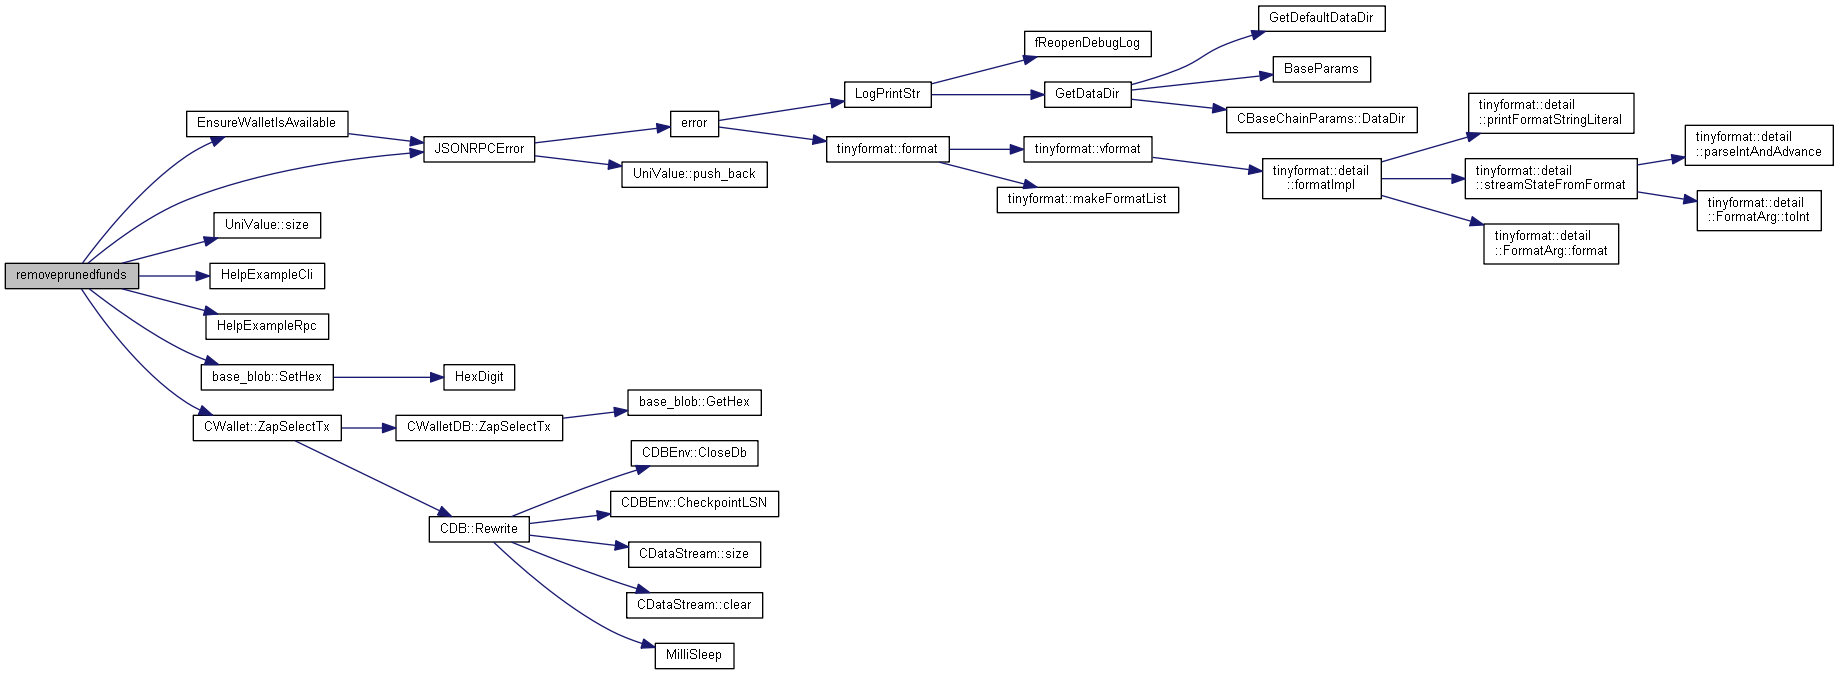 GetDefaultDataDir
fReopenDebugLog
BaseParams
LogPrintStr
GetDataDir
CBaseChainParams::DataDir
tinyformat::detail
::printFormatStringLiteral
EnsureWalletIsAvailable
error
JSONRPCError
tinyformat::format
tinyformat::vformat
tinyformat::detail
::parseIntAndAdvance
UniValue::push_back
tinyformat::makeFormatList
tinyformat::detail
::formatImpl
tinyformat::detail
::streamStateFromFormat
tinyformat::detail
::FormatArg::toInt
UniValue::size
tinyformat::detail
::FormatArg::format
removeprunedfunds
HelpExampleCli
HelpExampleRpc
base_blob::SetHex
HexDigit
base_blob::GetHex
CWallet::ZapSelectTx
CWalletDB::ZapSelectTx
CDBEnv::CloseDb
CDBEnv::CheckpointLSN
CDB::Rewrite
CDataStream::size
CDataStream::clear
MilliSleep